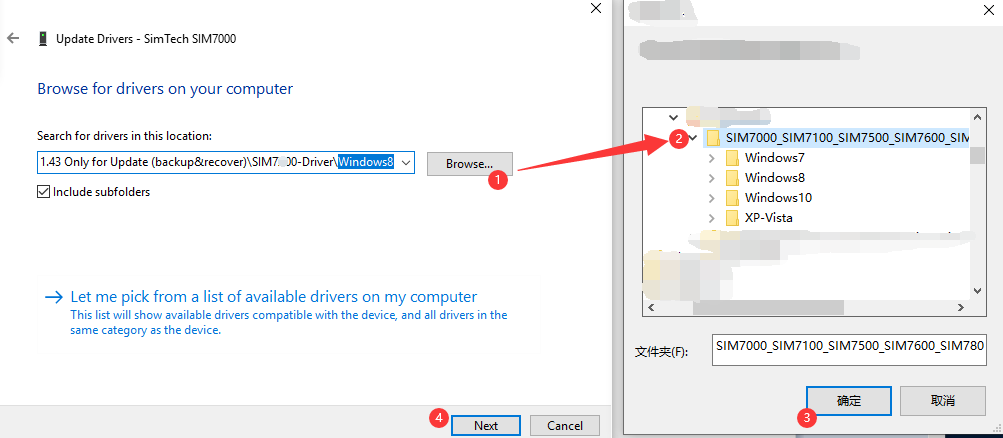 Update Drivers - SimTech SIM7000
Browse for drivers on your computer
Search for drivers in this location:
1.43 Only for Update (backup&recover)\SIM7 00-Driver\Windows8
Browse...
1
Include subfolders
Let me pick from a list of available drivers on my computer
This list will show available drivers compatible with the device, and all drivers in the
same category as the device.
4
Next
Cancel
2
SIM7000_SIM7100_SIM7500_SIM7600_SIM
Windows7
Windows8
Windows10
XP-Vista
文件夹(F):
SIM7000_SIM7100_SIM7500_SIM7600_SIM780
3
确定
取消